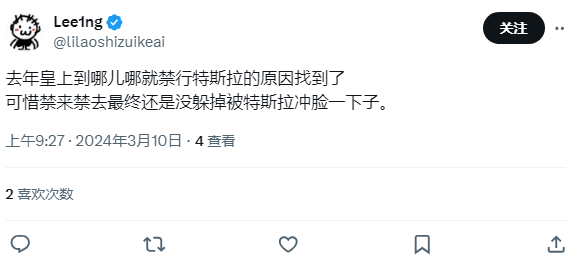 Lee1ng
@lilaoshizuikeai
关注
去年皇上到哪儿哪就禁行特斯拉的原因找到了
可惜禁来禁去最终还是没躲掉被特斯拉冲脸一下子。
上午9:27 · 2024年3月10日 · 4 查看
2 喜欢次数